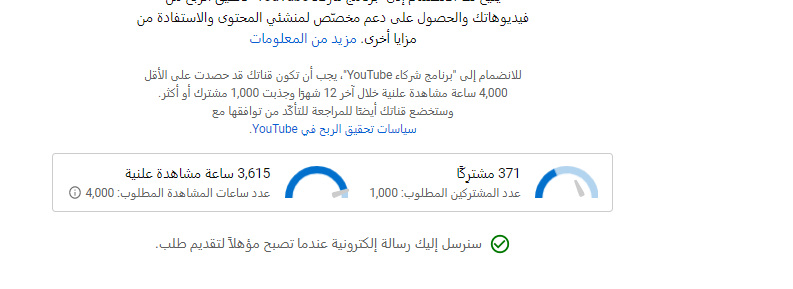 فيديوهاتك والحصول على دعم مخصّص لمنشئي المحتوى والاستفادة من
مزايا أخرى. مزيد من المعلومات
للانضمام إلى "برنامج شركاء YouTube"، يجب أن تكون قناتك قد حصدت على الأقل
4,000 ساعة مشاهدة علنية خلال آخر 12 شهرًا وجذبت 1,000 مشترك أو أكثر.
وستخضع قناتك أيضًا للمراجعة للتأكّد من توافقها مع
سياسات تحقيق الربح في YouTube.
371 مشتركًا
عدد المشتركين المطلوب: 1,000
3,615 ساعة مشاهدة علنية
عدد ساعات المشاهدة المطلوب: 4,000
سنرسل إليك رسالة إلكترونية عندما تصبح مؤهلاً لتقديم طلب.